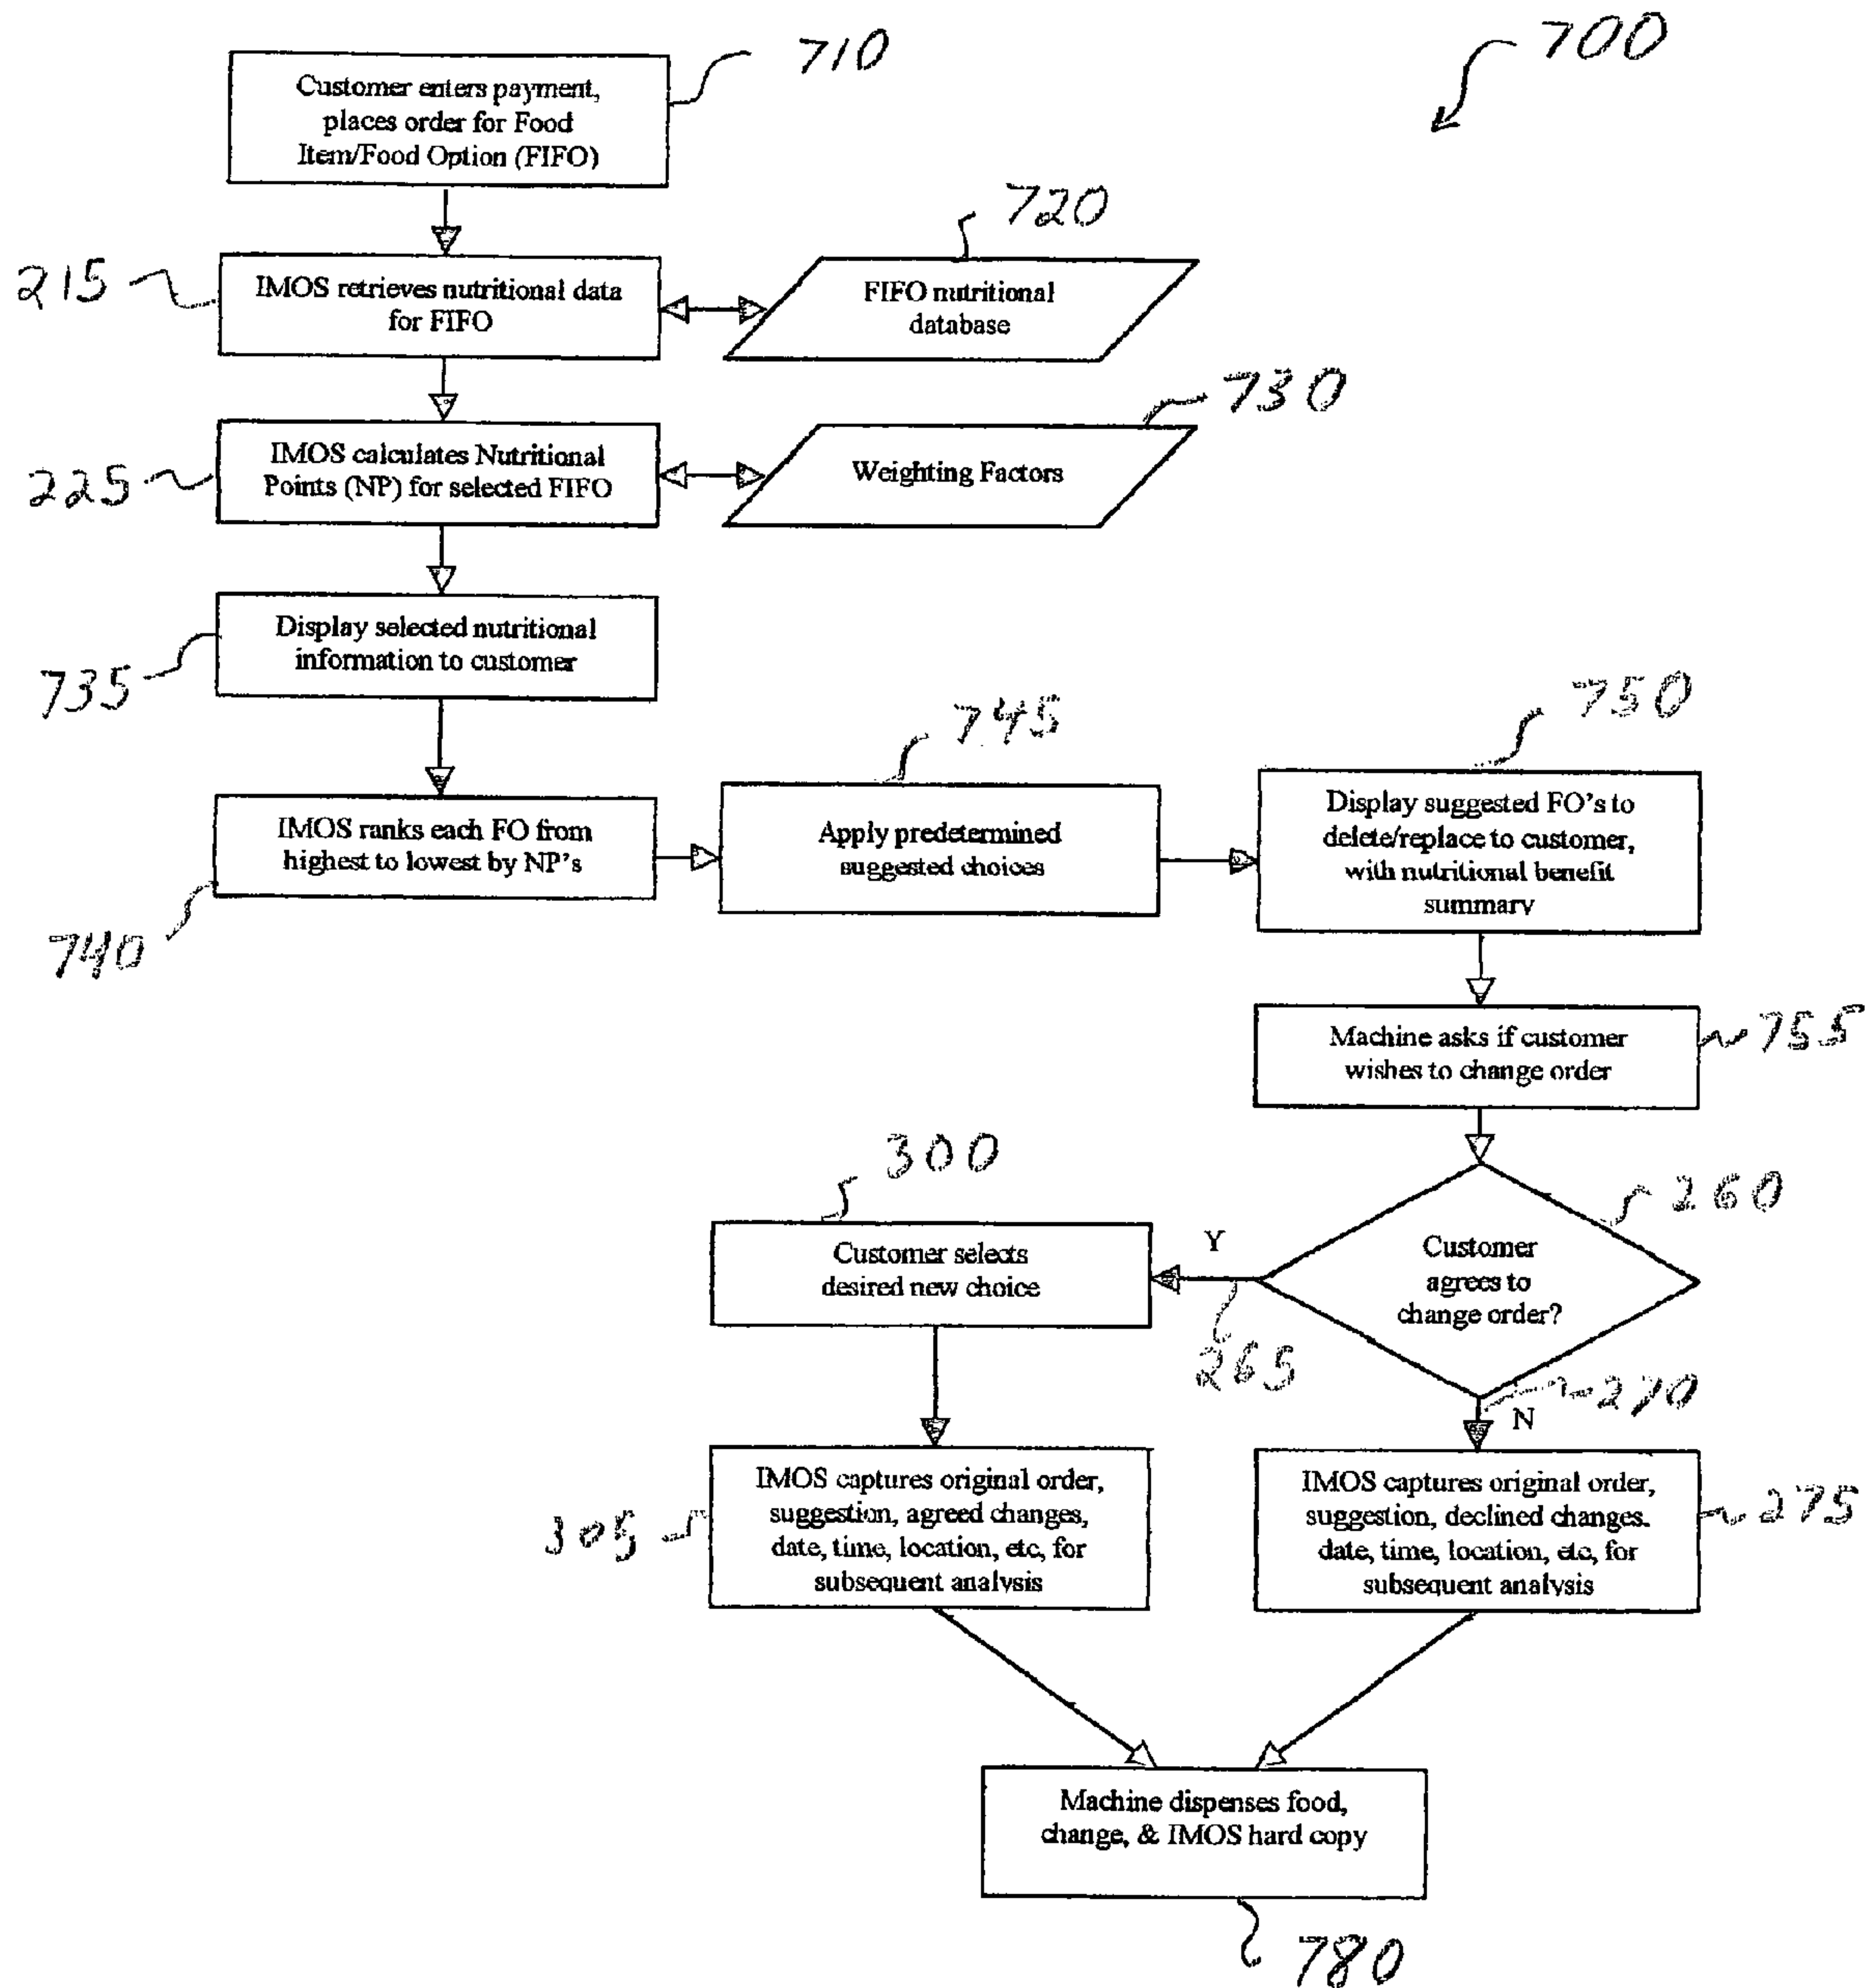 700
710
Customer enters payment,
places order for Food
Item/Food Option (FIFO)
720
215
IMOS retrieves nutritional data
for FIFO
FIFO nutritional
database
730
225
IMOS calculates Nutritional
Points (NP) for selected FIFO
Weighting Factors
735
Display selected nutritional
information to customer
740
IMOS ranks each FO from
highest to lowest by NP's
745
Apply predetermined
suggested choices
750
Display suggested FO's to
delete/replace to customer,
with nutritional benefit
summary
755
Machine asks if customer
wishes to change order
260
Customer
agrees to
change order?
Y
265
300
Customer selects
desired new choice
270
N
305
IMOS captures original order,
suggestion, agreed changes,
date, time, location, etc, for
subsequent analysis
275
IMOS captures original order,
suggestion, declined changes.
date, time, location, etc, for
subsequent analysis
Machine dispenses food,
change, & IMOS hard copy
780